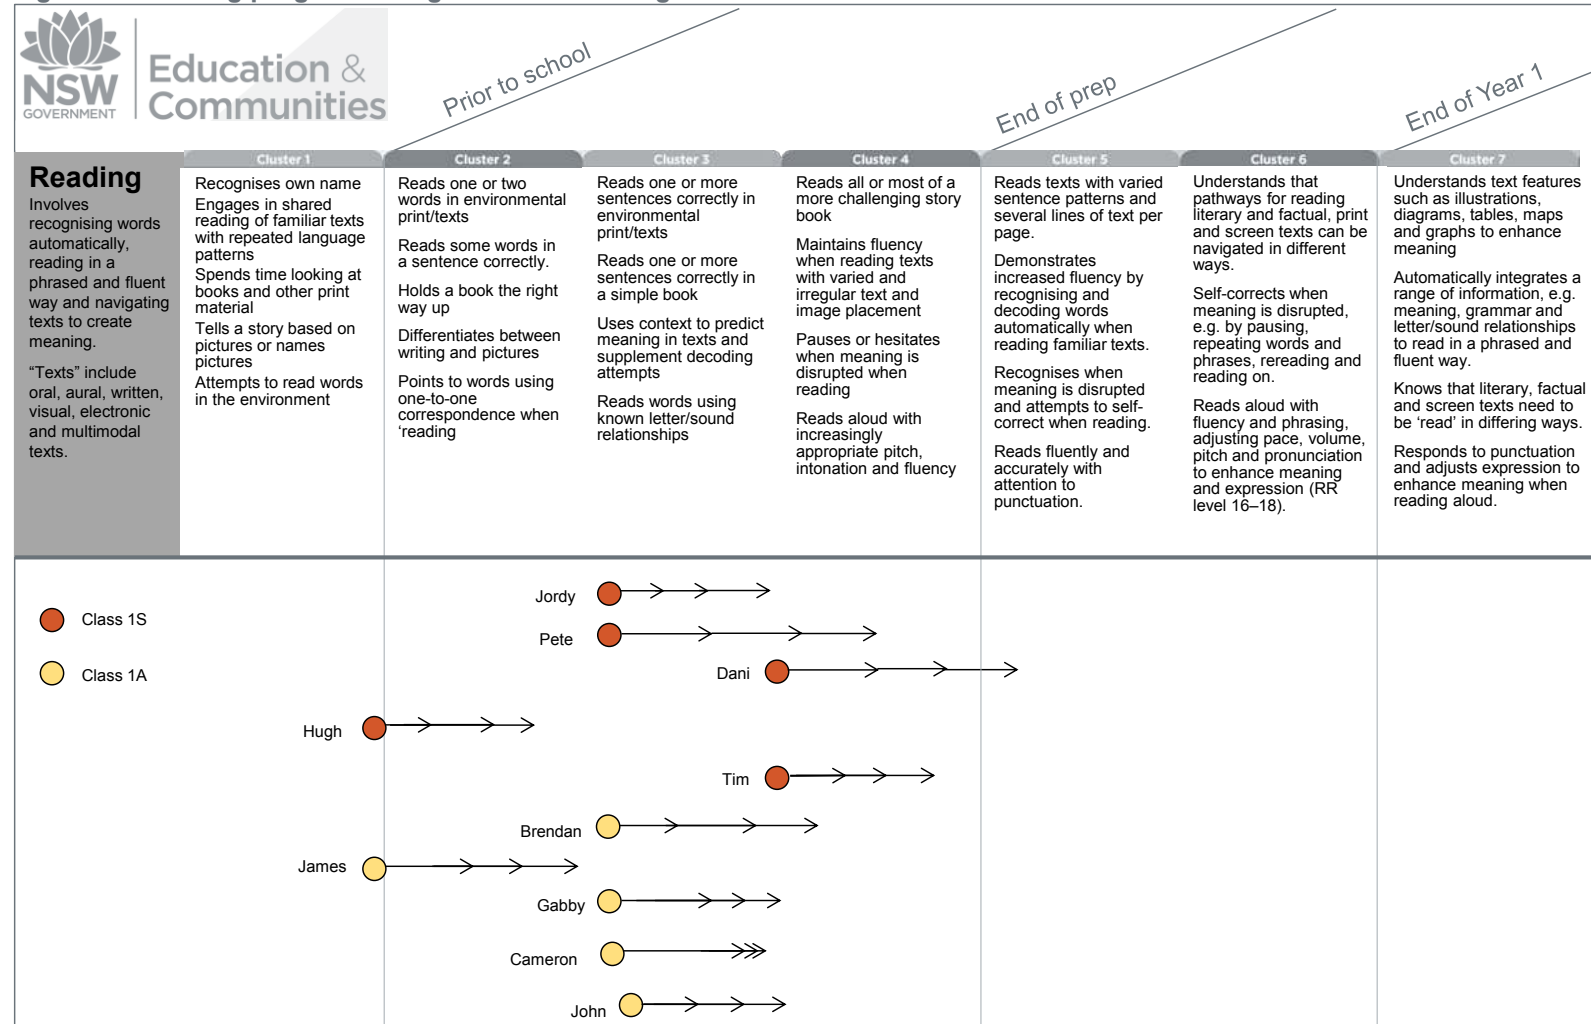 NSW
GOVERNMENT
Education &
Communities
Prior to school
End of prep
End of Year 1
Reading
Involves
recognising words
automatically,
reading in a
phrased and fluent
way and navigating
texts to create
meaning.
“Texts” include
oral, aural, written,
visual, electronic
and multimodal
texts.
Cluster 1
Recognises own name
Engages in shared
reading of familiar texts
with repeated language
patterns
Spends time looking at
books and other print
material
Tells a story based on
pictures or names
pictures
Attempts to read words
in the environment
Cluster 2
Reads one or two
words in environmental
print/texts
Reads some words in
a sentence correctly.
Holds a book the right
way up
Differentiates between
writing and pictures
Points to words using
one-to-one
correspondence when
‘reading
Cluster 3
Reads one or more
sentences correctly in
environmental
print/texts
Reads one or more
sentences correctly in
a simple book
Uses context to predict
meaning in texts and
supplement decoding
attempts
Reads words using
known letter/sound
relationships
Cluster 4
Reads all or most of a
more challenging story
book
Maintains fluency
when reading texts
with varied and
irregular text and
image placement
Pauses or hesitates
when meaning is
disrupted when
reading
Reads aloud with
increasingly
appropriate pitch,
intonation and fluency
Cluster 5
Reads texts with varied
sentence patterns and
several lines of text per
page.
Demonstrates
increased fluency by
recognising and
decoding words
automatically when
reading familiar texts.
Recognises when
meaning is disrupted
and attempts to self-
correct when reading.
Reads fluently and
accurately with
attention to
punctuation.
Cluster 6
Understands that
pathways for reading
literary and factual, print
and screen texts can be
navigated in different
ways.
Self-corrects when
meaning is disrupted,
e.g. by pausing,
repeating words and
phrases, rereading and
reading on.
Reads aloud with
fluency and phrasing,
adjusting pace, volume,
pitch and pronunciation
to enhance meaning
and expression (RR
level 16–18).
Cluster 7
Understands text features
such as illustrations,
diagrams, tables, maps
and graphs to enhance
meaning
Automatically integrates a
range of information, e.g.
meaning, grammar and
letter/sound relationships
to read in a phrased and
fluent way.
Knows that literary, factual
and screen texts need to
be ‘read’ in differing ways.
Responds to punctuation
and adjusts expression to
enhance meaning when
reading aloud.
Class 1S
Class 1A
Jordy
Pete
Dani
Hugh
Tim
Brendan
James
Gabby
Cameron
John